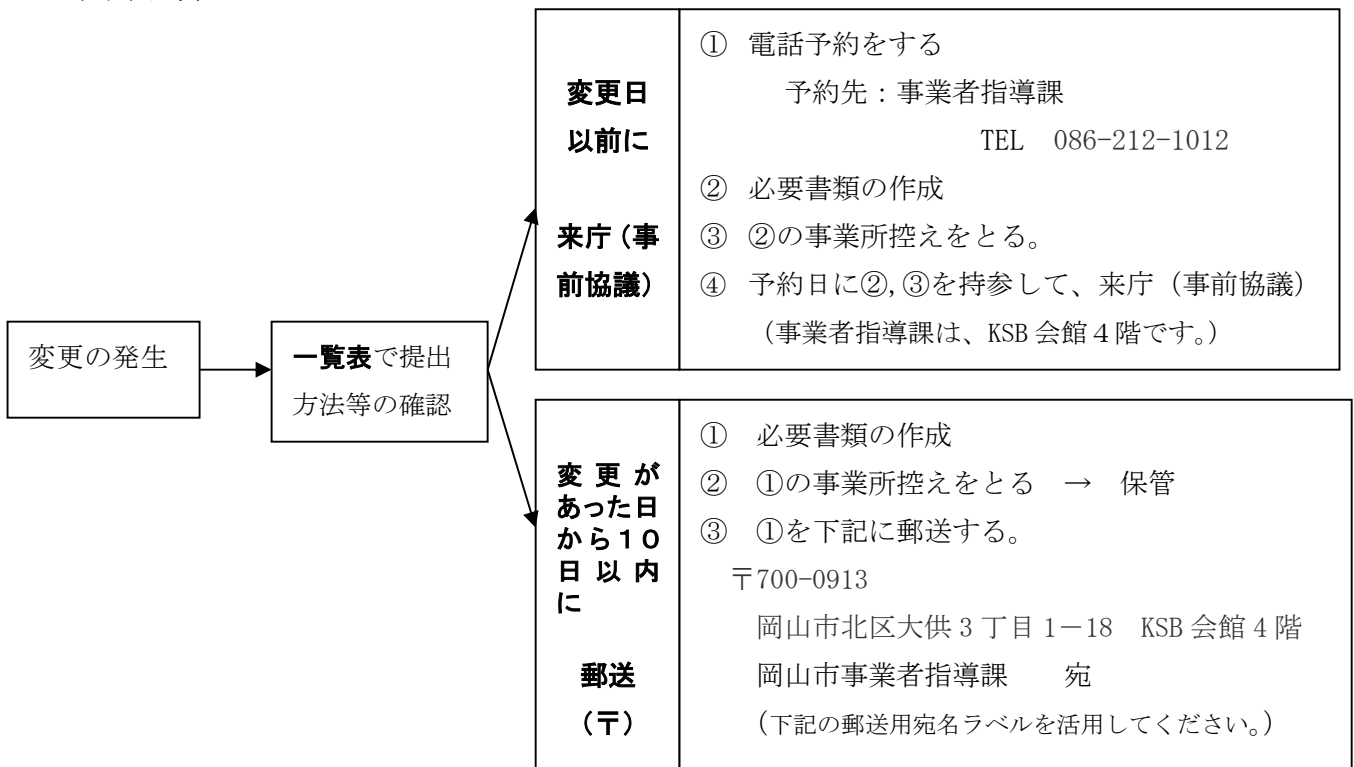 変更の発生
一覧表で提出
方法等の確認
変更日
以前に
来庁（事
前協議）
① 電話予約をする
予約先：事業者指導課
TEL 086-212-1012
② 必要書類の作成
③ ②の事業所控えをとる。
④ 予約日に②,③を持参して、来庁（事前協議）
（事業者指導課は、KSB会館４階です。）
変更が
あった日
から１０
日以内
に
郵送
（〒）
① 必要書類の作成
② ①の事業所控えをとる → 保管
③ ①を下記に郵送する。
〒700-0913
岡山市北区大供3丁目1－18 KSB会館4階
岡山市事業者指導課 宛
（下記の郵送用宛名ラベルを活用してください。）